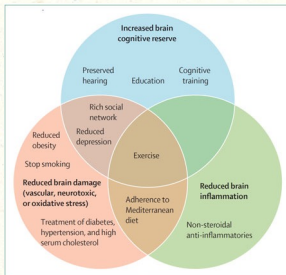 Increased brain
cognitive reserve
Preserved
hearing
Education
Cognitive
training
Rich social
network
Reduced
depression
Reduced
obesity
Stop smoking
Exercise
Reduced brain damage
(vascular, neurotoxic,
or oxidative stress)
Reduced brain
inflammation
Adherence to
Mediterranean
diet
Treatment of diabetes,
hypertension, and high
serum cholesterol
Non-steroidal
anti-inflammatories